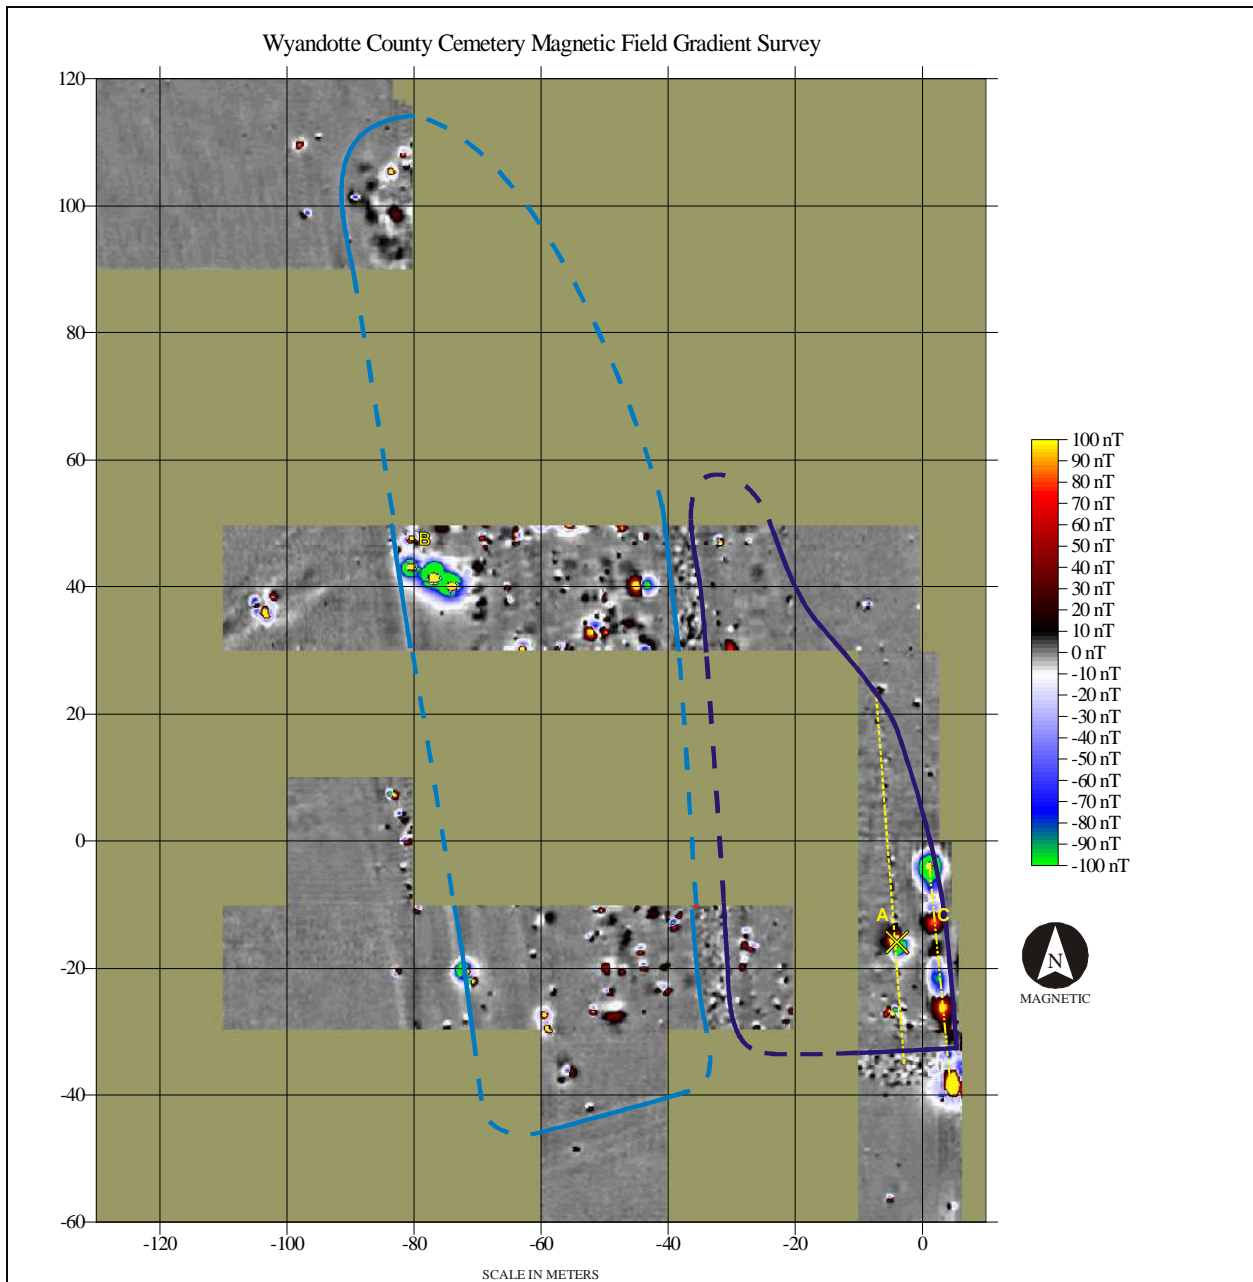 Wyandotte County Cemetery Magnetic Field Gradient Survey
120
100
80
60
40
20
0
-20
-40
-60
-120
-100
-80
-60
-40
-20
0
SCALE IN METERS
B
A
C
100 nT
90 nT
80 nT
70 nT
60 nT
50 nT
40 nT
30 nT
20 nT
10 nT
0 nT
-10 nT
-20 nT
-30 nT
-40 nT
-50 nT
-60 nT
-70 nT
-80 nT
-90 nT
-100 nT
N
MAGNETIC